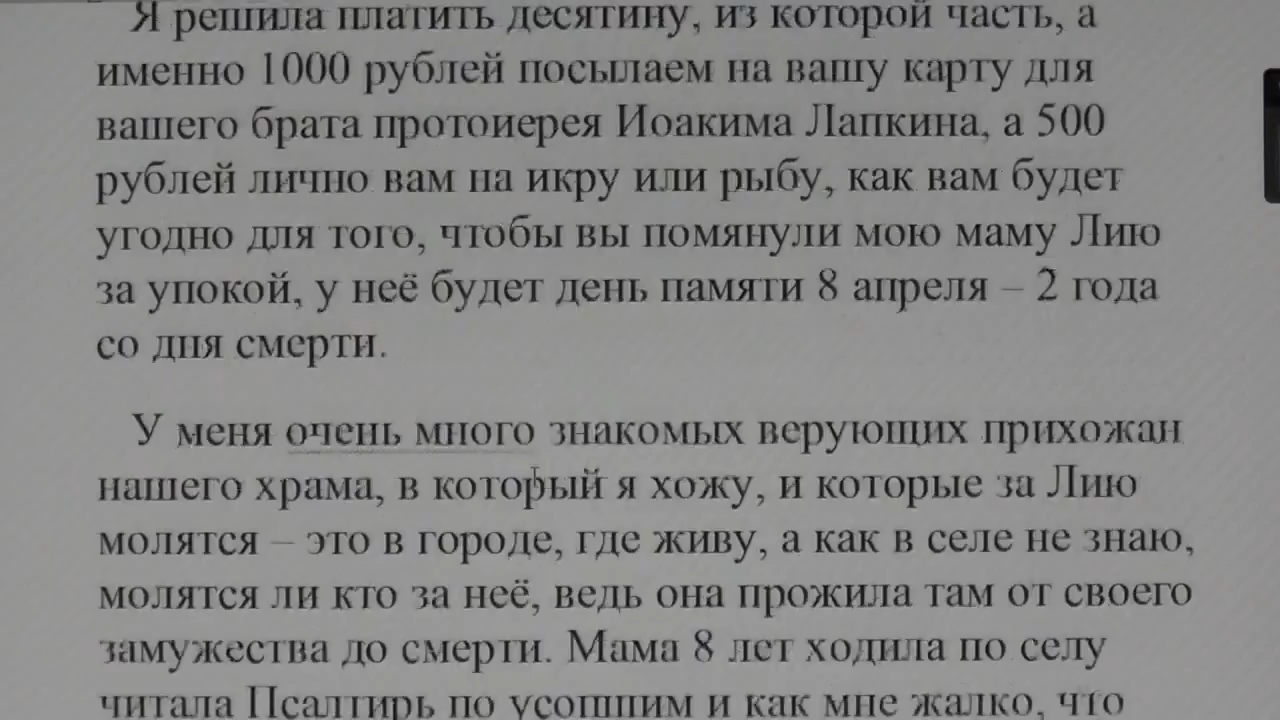 Я решила платить десятину, из которой часть, а
именно 1000 рублей посылаем на вашу карту для
вашего брата протоиерея Иоакима Лапкина, а 500
рублей лично вам на икру или рыбу, как вам будет
угодно для того, чтобы вы помянули мою маму Лию
за упокой, у неё будет день памяти 8 апреля – 2 года
со дня смерти.
У меня очень много знакомых верующих прихожан
нашего храма, в который я хожу, и которые за Лию
молятся – это в городе, где живу, а как в селе не знаю,
молятся ли кто за неё, ведь она прожила там от своего
замужества до смерти. Мама 8 лет ходила по селу
читала Псалтирь по усопшим и как мне жалко, что